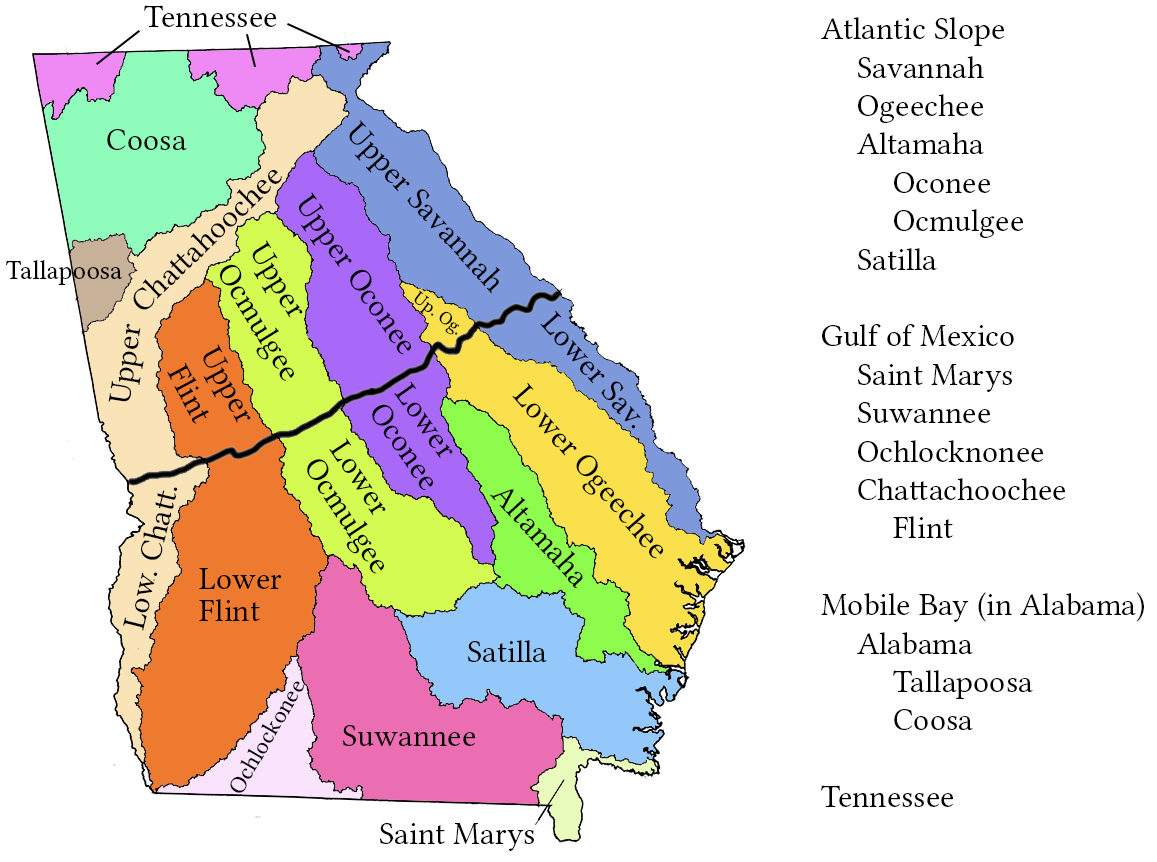 Tennessee
Coosa
Tallapoosa
Upper Chattahoochee
Upper Savannah
Upper Oconee
Upper
Ocmulgee
Up. Og.
Upper
Flint
Lower Sav.
Lower
Oconee
Lower Ogeechee
Lower
Ocmulgee
Altamaha
Low. Chatt.
Lower
Flint
Satilla
Ochlockonee
Suwannee
Saint Marys
Atlantic Slope
Savannah
Ogeechee
Altamaha
Oconee
Ocmulgee
Satilla
Gulf of Mexico
Saint Marys
Suwannee
Ochlocknonee
Chattachoochee
Flint
Mobile Bay (in Alabama)
Alabama
Tallapoosa
Coosa
Tennessee